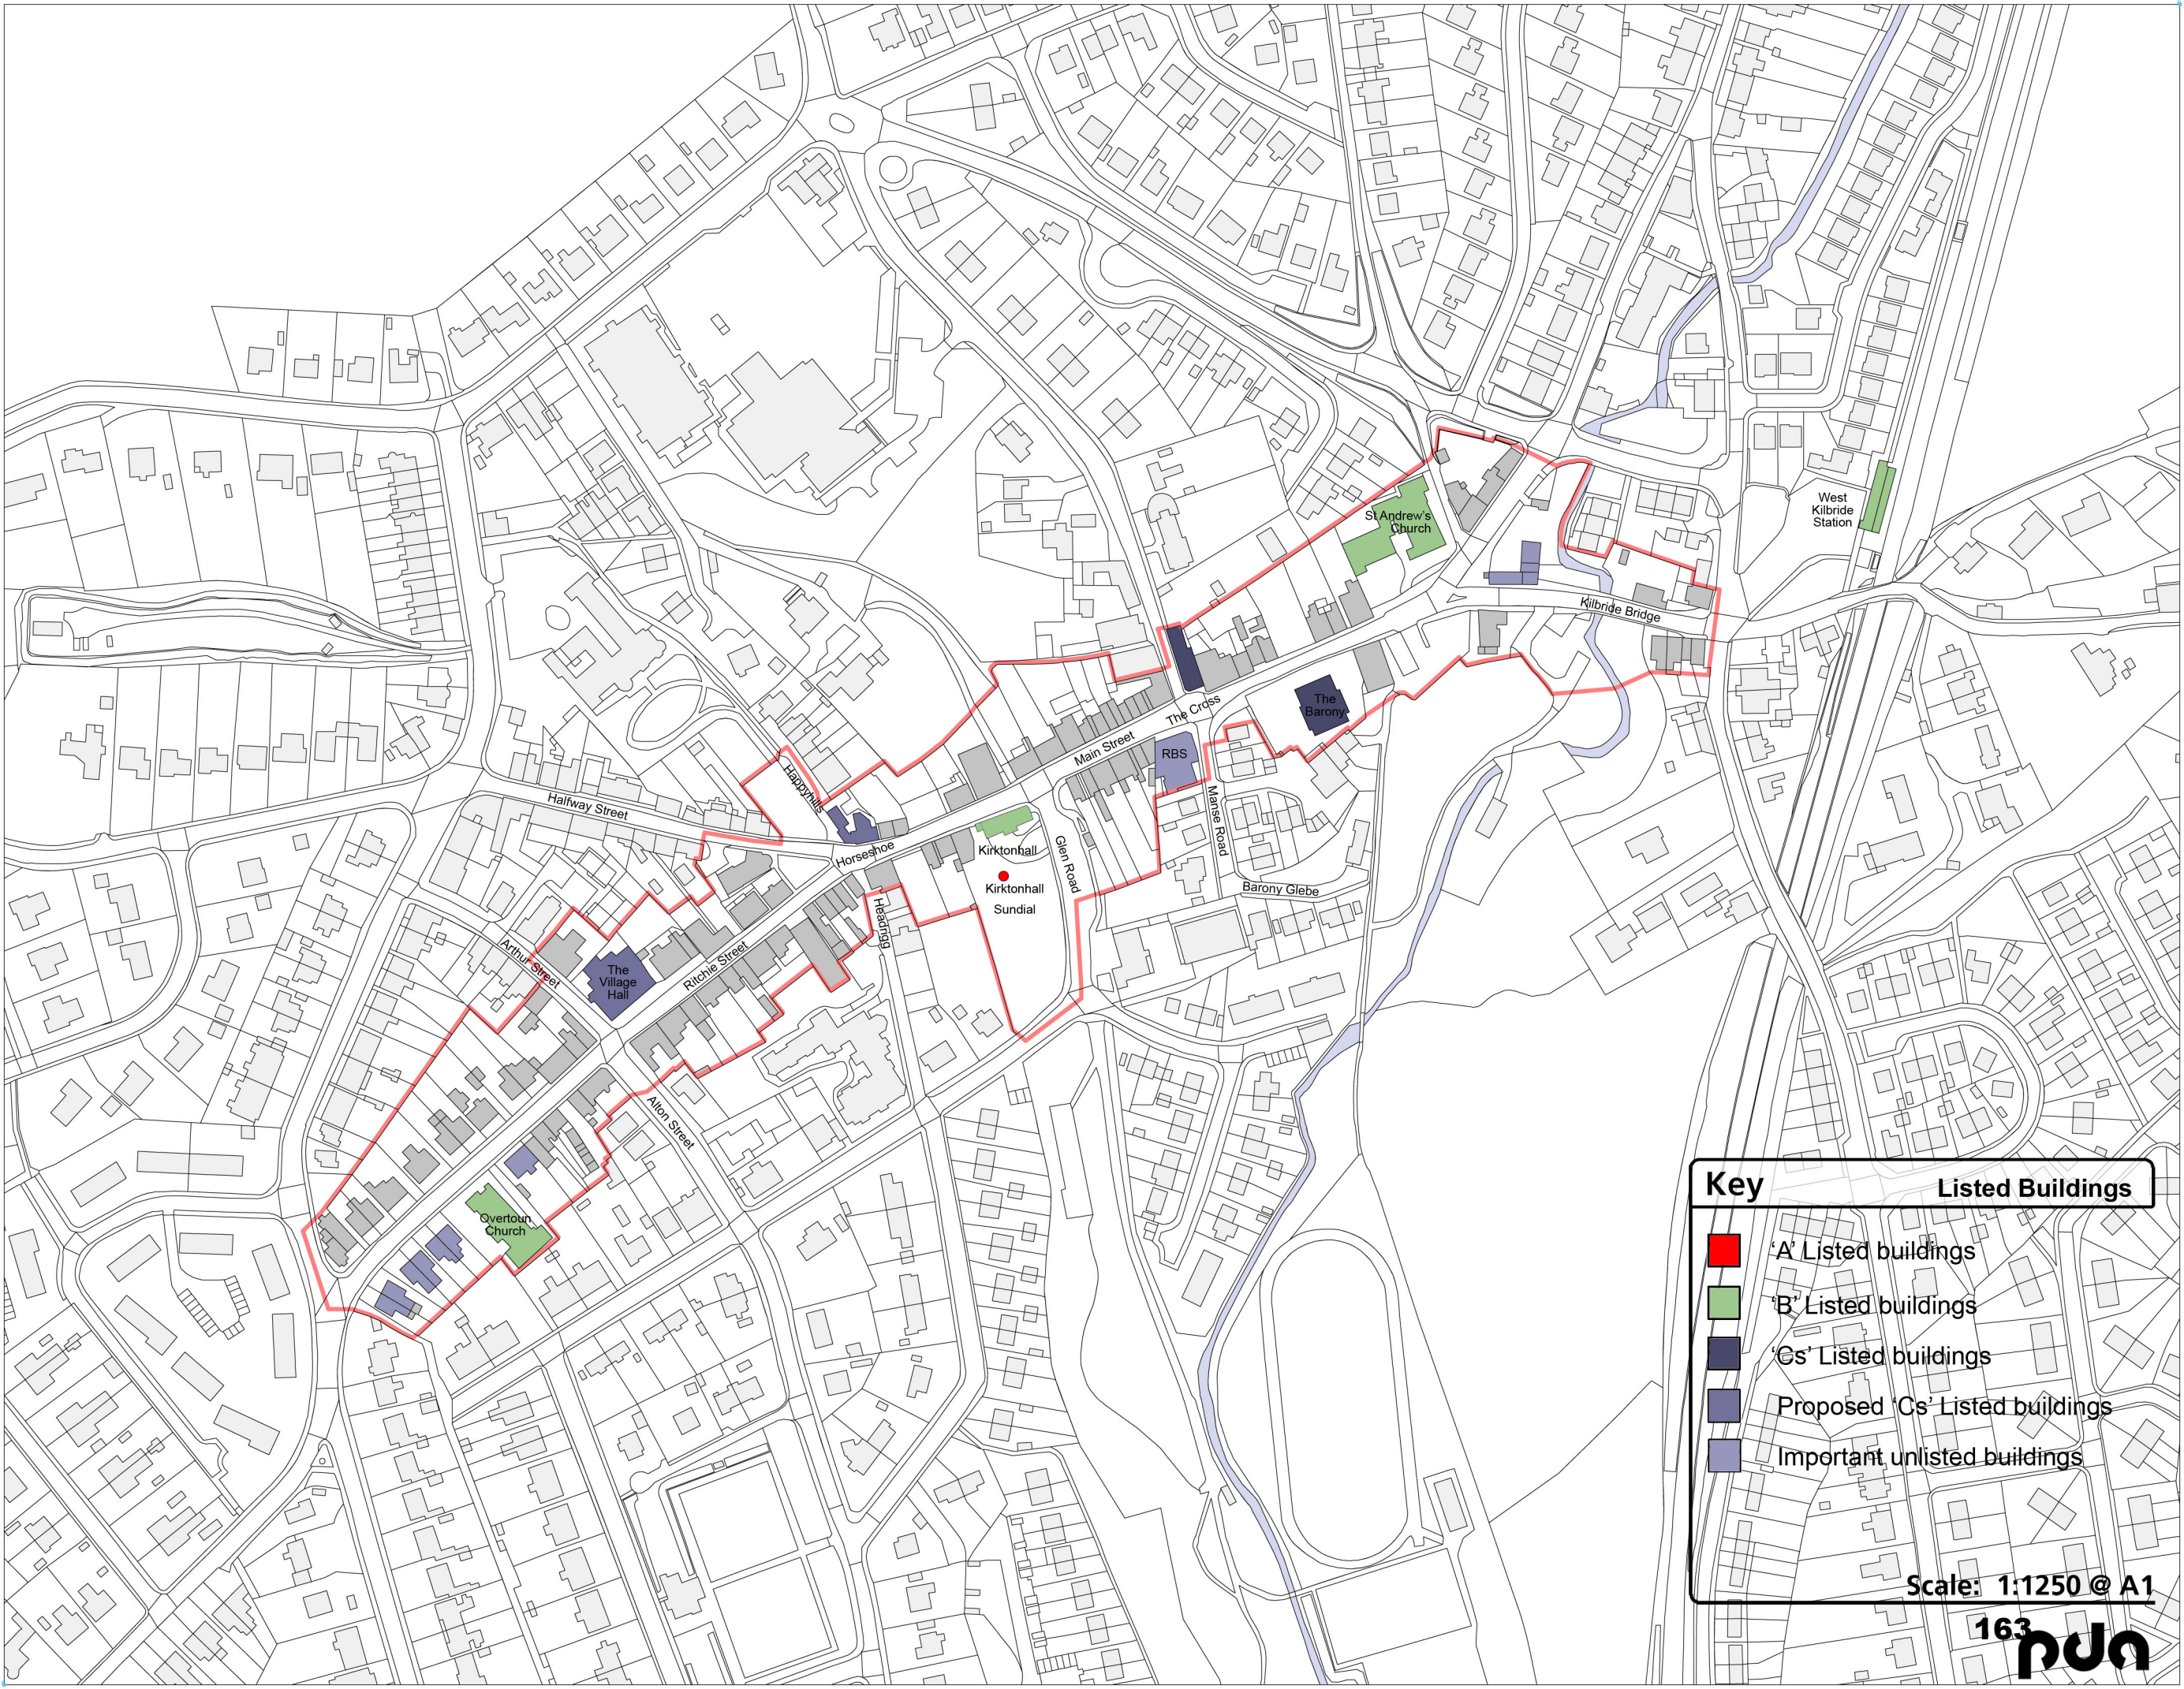 St Andrew's
Church
West
Kilbride
Station
Kilbride Bridge
The
Barony
The Cross
Main Street
RBS
Happyhills
Halfway Street
Manse Road
Horseshoe
Kirktonhall
Glen Road
Kirktonhall
Sundial
Barony Glebe
Headrigg
Arthur Street
The
Village
Hall
Ritchie Street
Alton Street
Overtoun
Church
Key
Listed Buildings
'A' Listed buildings
'B' Listed buildings
'Cs' Listed buildings
Proposed 'Cs' Listed buildings
Important unlisted buildings
Scale: 1:1250 @ A1
163
pda